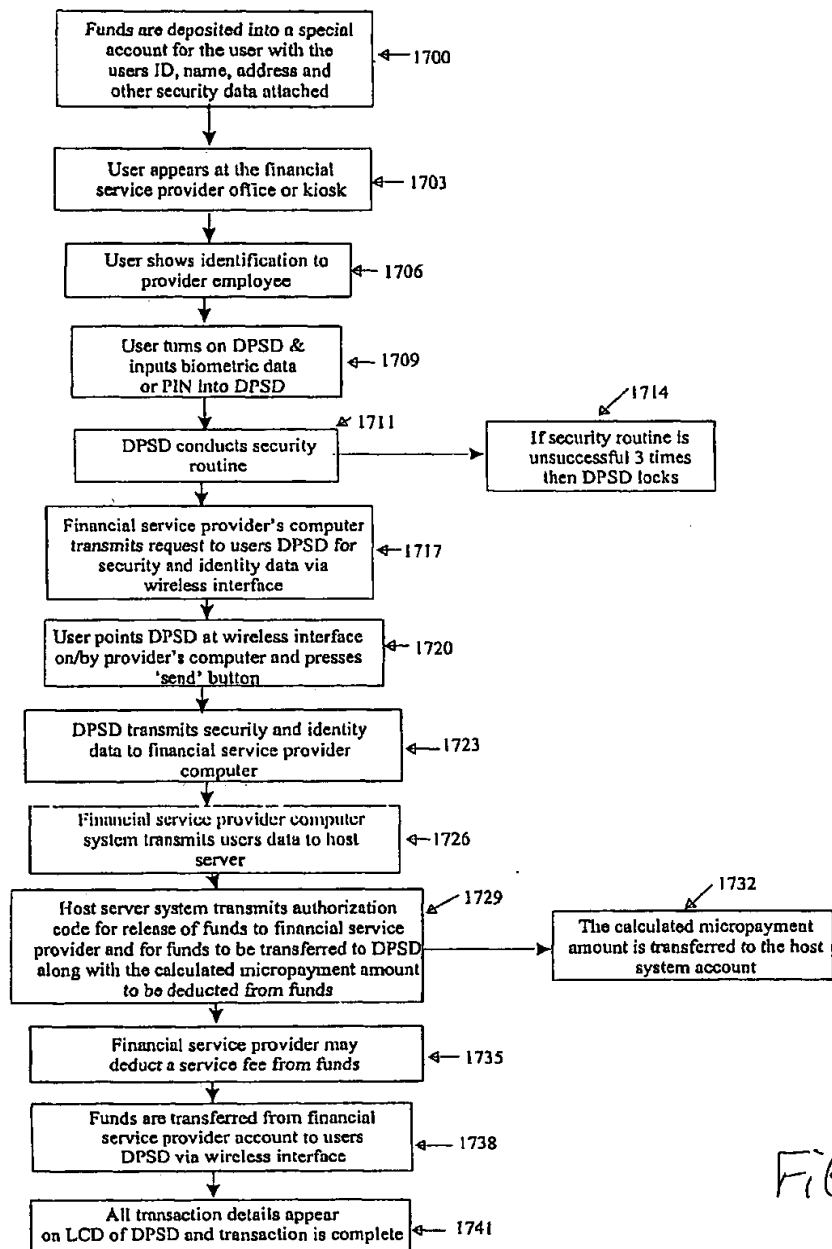 Funds are deposited into a special
account for the user with the
users ID, name, address and
other security data attached
1700
User appears at the financial
service provider office or kiosk
1703
User shows identification to
provider employee
1706
User turns on DPSD &
inputs biometric data
or PIN into DPSD
1709
1711
DPSD conducts security
routine
1714
If security routine is
unsuccessful 3 times
then DPSD locks
Financial service provider's computer
transmits request to users DPSD for
security and identity data via
wireless interface
1717
User points DPSD at wireless interface
on/by provider's computer and presses
'send' button
1720
DPSD transmits security and identity
data to financial service provider
computer
1723
Financial service provider computer
system transmits users data to host
server
1726
1729
Host server system transmits authorization
code for release of funds to financial service
provider and for funds to be transferred to DPSD
along with the calculated micropayment amount
to be deducted from funds
1732
The calculated micropayment
amount is transferred to the host
system account
Financial service provider may
deduct a service fee from funds
1735
Funds are transferred from financial
service provider account to users
DPSD via wireless interface
1738
All transaction details appear
on LCD of DPSD and transaction is complete
1741